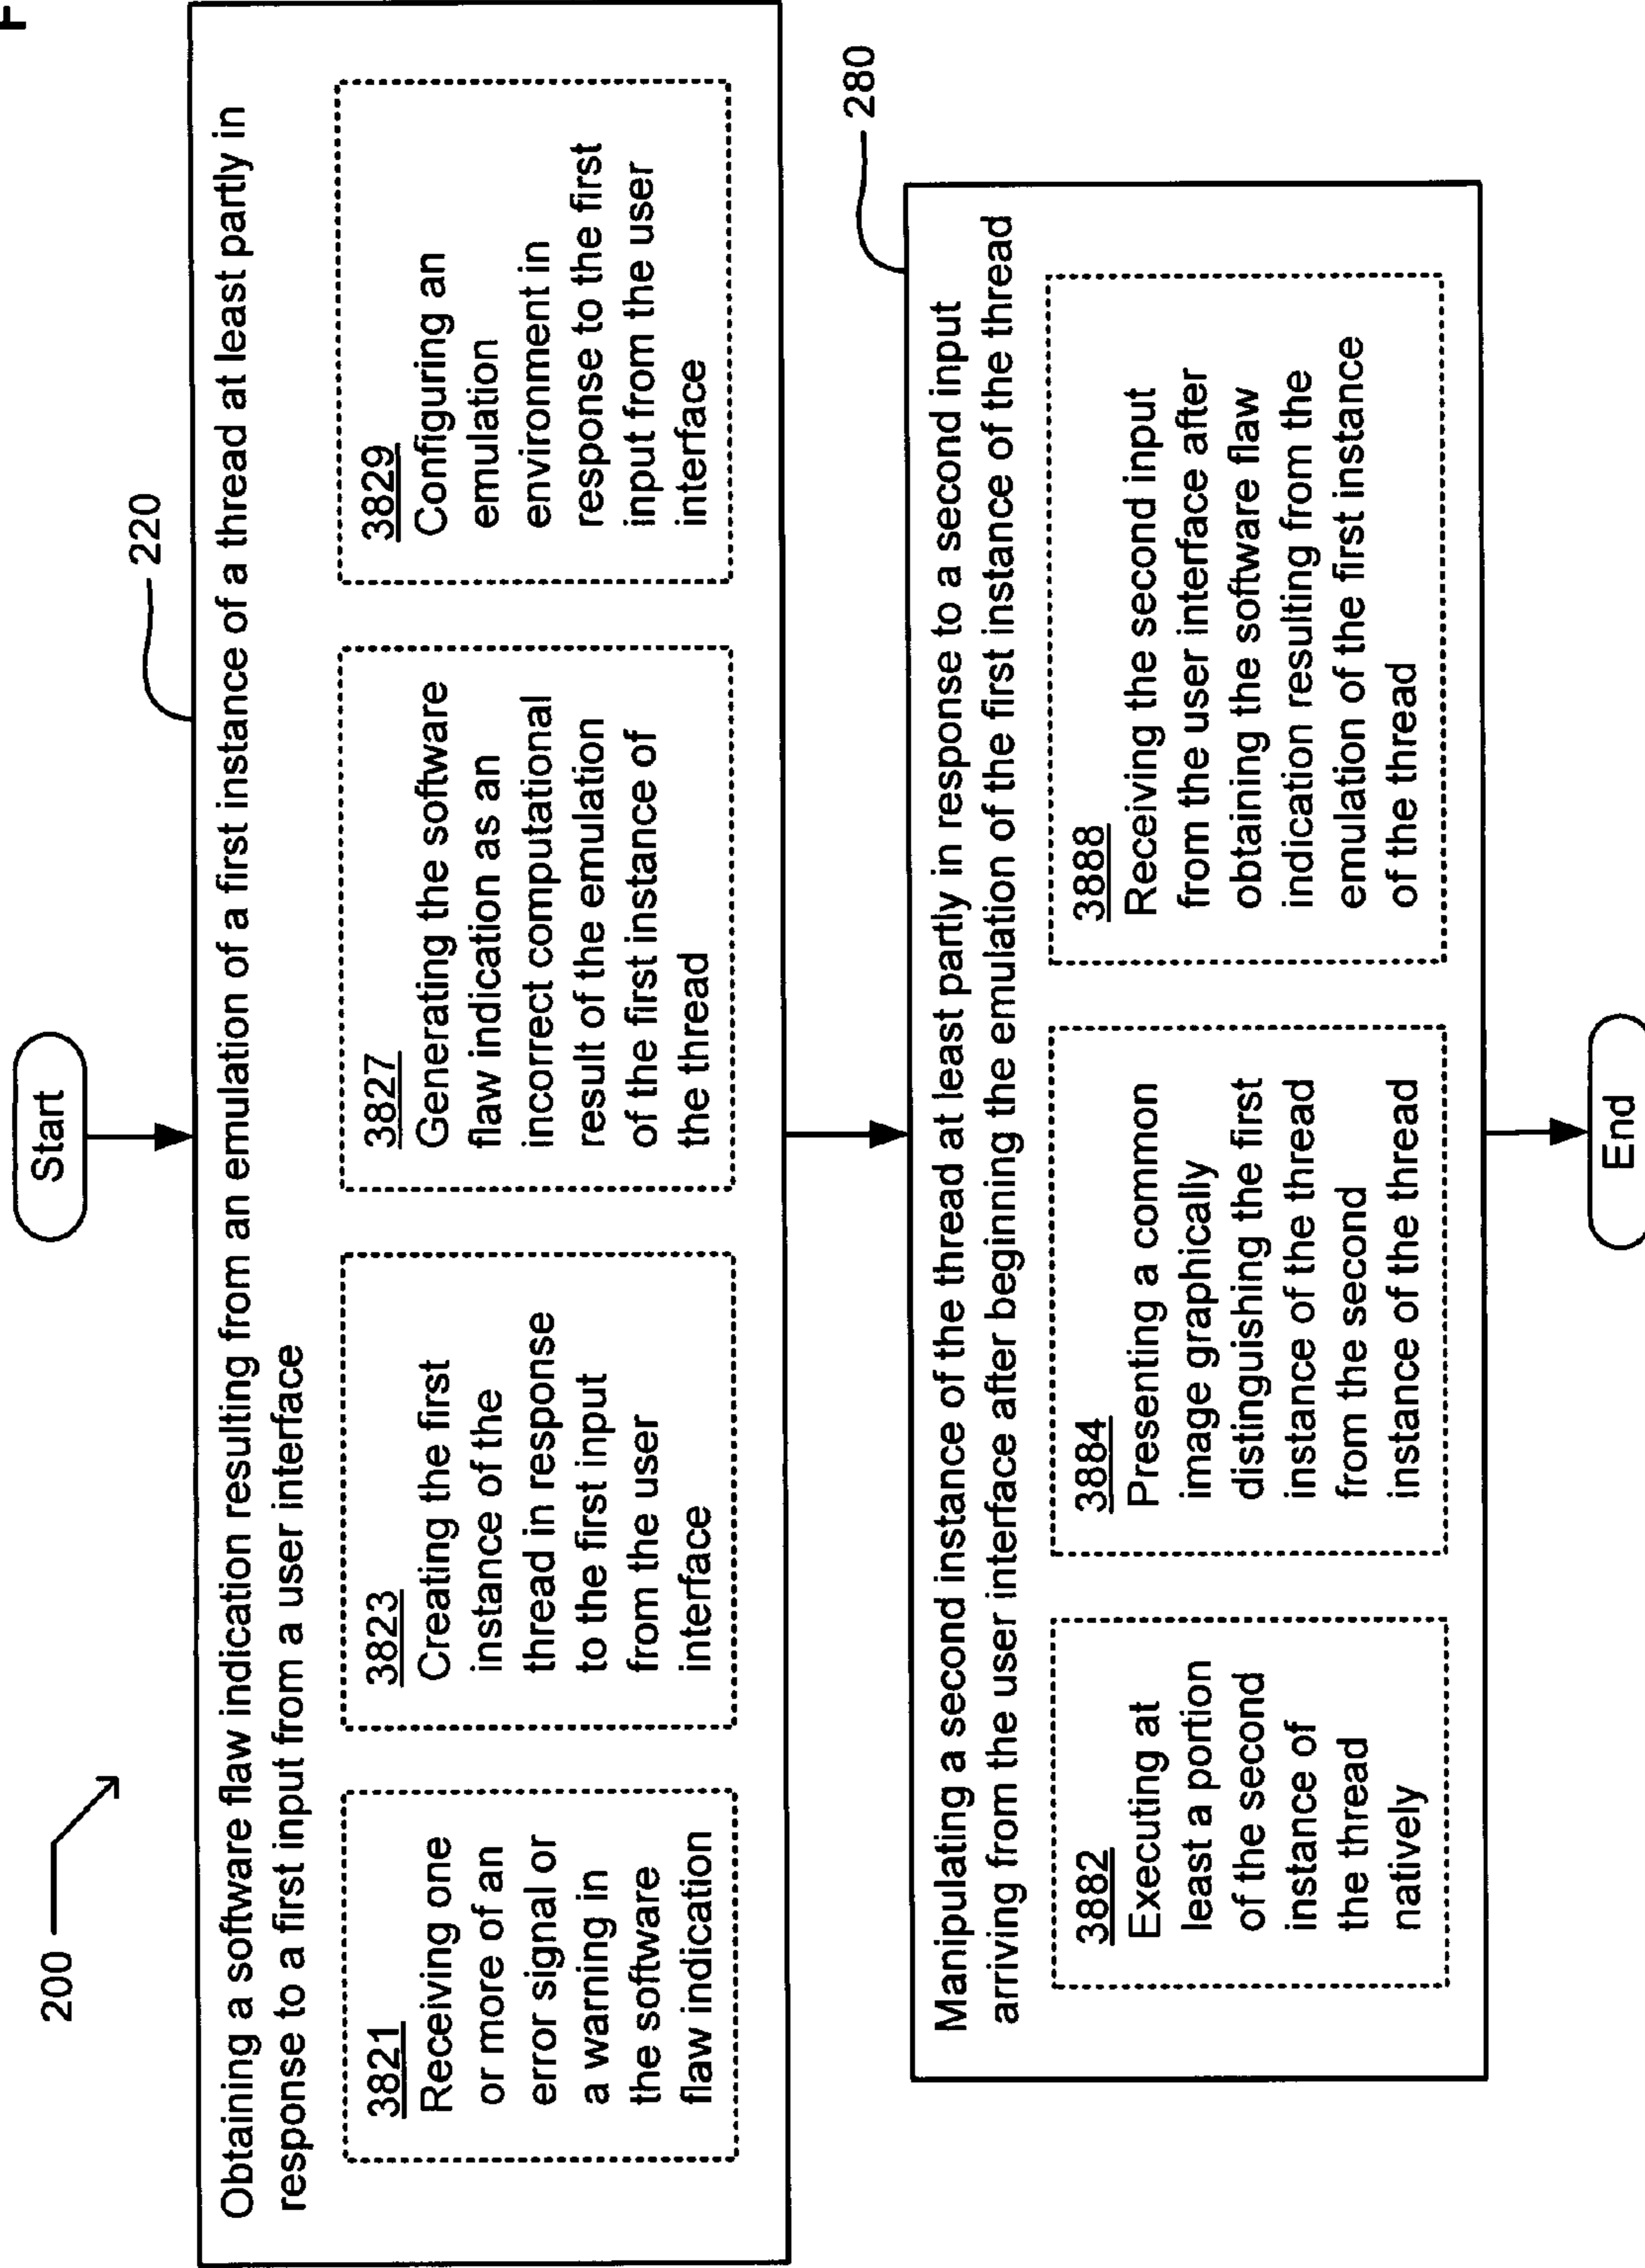 200
Start
220
Obtaining a software flaw indication resulting from an emulation of a first instance of a thread at least partly in
response to a first input from a user interface
3821
Receiving one
or more of an
error signal or
a warning in
the software
flaw indication
3823
Creating the first
instance of the
thread in response
to the first input
from the user
interface
3827
Generating the software
flaw indication as an
incorrect computational
result of the emulation
of the first instance of
the thread
3829
Configuring an
emulation
environment in
response to the first
input from the user
interface
280
Manipulating a second instance of the thread at least partly in response to a second input
arriving from the user interface after beginning the emulation of the first instance of the thread
3882
Executing at
least a portion
of the second
instance of
the thread
natively
3884
Presenting a common
image graphically
distinguishing the first
instance of the thread
from the second
instance of the thread
3888
Receiving the second input
from the user interface after
obtaining the software flaw
indication resulting from the
emulation of the first instance
of the thread
End